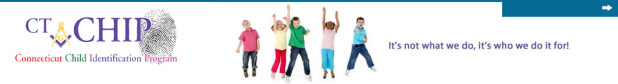 CT CHIP
Connecticut Child Identification Program
It's not what we do, it's who we do it for!